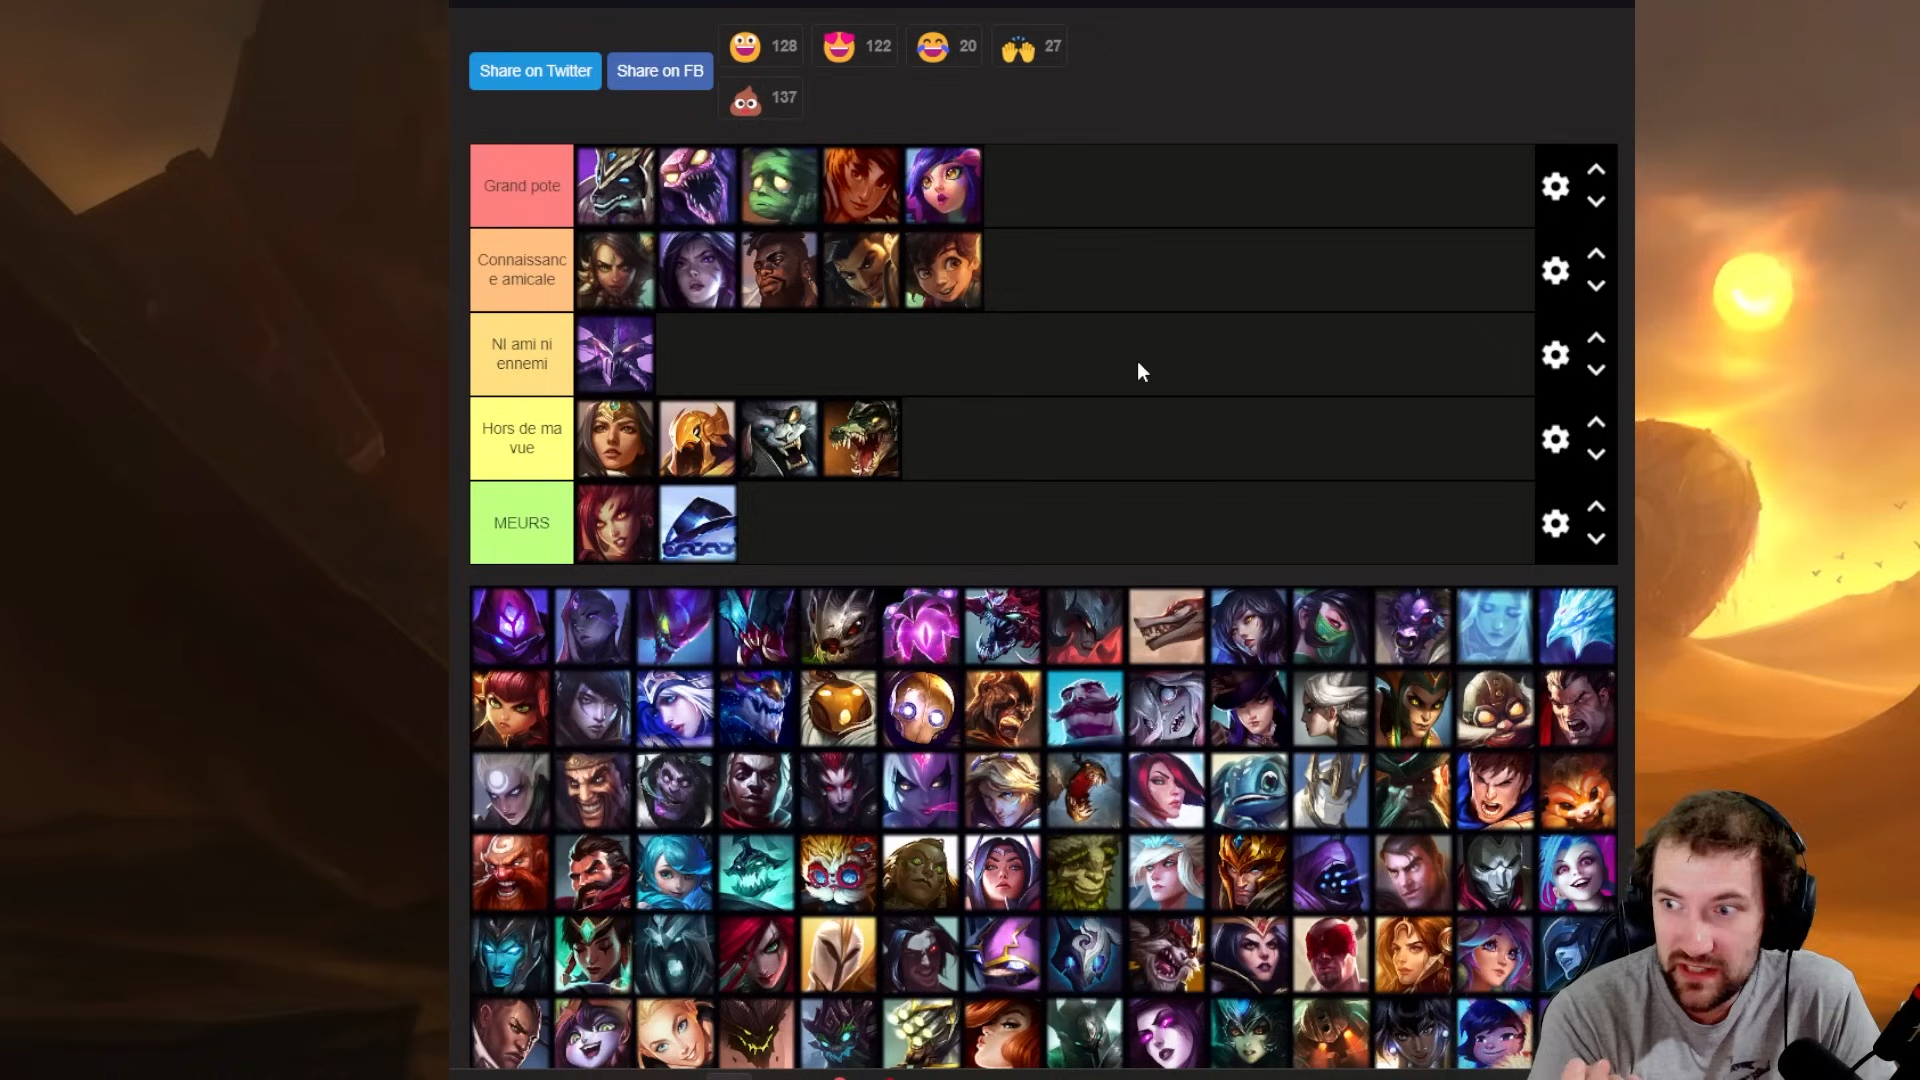 128
122
20
27
Share on Twitter
Share on FB
137
Grand pote
Connaissanc
e amicale
NI ami ni
ennemi
Hors de ma
vue
MEURS